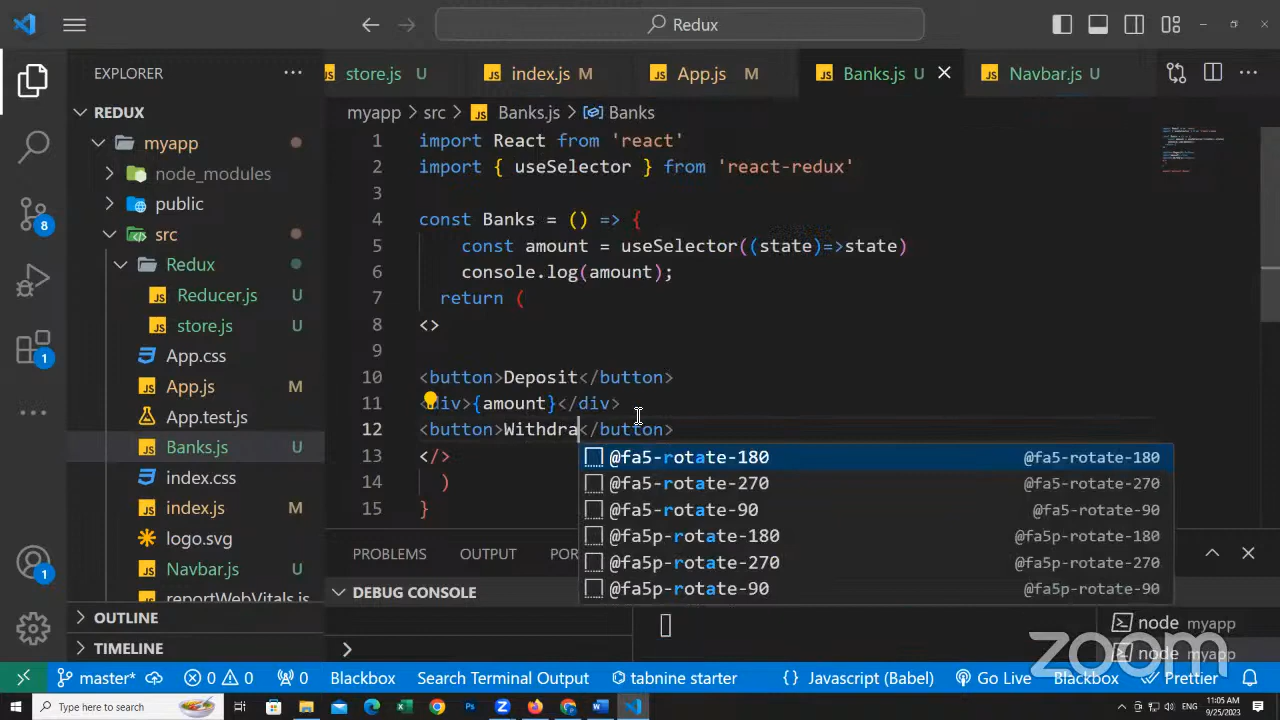 Redux
EXPLORER
REDUX
myapp
node_modules
public
src
Redux
Reducer.js U
store.js U
App.css
App.js M
App.test.js
Banks.js U
index.css
index.js M
logo.svg
Navbar.js U
reportWebVitals.js
OUTLINE
TIMELINE
8
1
1
store.js U
index.js M
App.js M
Banks.js U
Navbar.js U
myapp > src > Banks.js > Banks
1 import React from 'react'
2 import { useSelector } from 'react-redux'
3
4 const Banks = () => {
5 const amount = useSelector((state)=>state)
6 console.log(amount);
7 return (
8 <>
9
10 <button>Deposit</button>
11 <div>{amount}</div>
12 <button>Withdra</button>
13 </>
14 )
15 }
@fa5-rotate-180 @fa5-rotate-180
@fa5-rotate-270 @fa5-rotate-270
@fa5-rotate-90 @fa5-rotate-90
@fa5p-rotate-180 @fa5p-rotate-180
@fa5p-rotate-270 @fa5p-rotate-270
@fa5p-rotate-90 @fa5p-rotate-90
PROBLEMS OUTPUT POR
DEBUG CONSOLE
node myapp
node myapp
zoom
master* 0 0 0 Blackbox Search Terminal Output tabnine starter {} Javascript (Babel) Go Live Blackbox Prettier
Type here to search
11:05 AM
9/25/2023